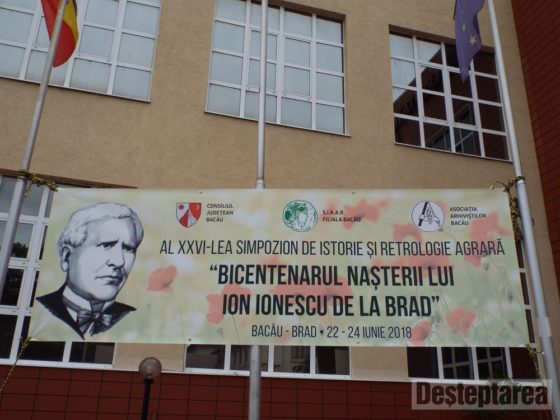 CONSILIUL
JUDEȚEAN
BACĂU
S.I.R.A.R.
FILIALA BACĂU
ASOCIAȚIA
ARHIVIȘTILOR
BACĂU
AL XXVI-LEA SIMPOZION DE ISTORIE ȘI RETROLOGIE AGRARĂ
“BICENTENARUL NAȘTERII LUI
ION IONESCU DE LA BRAD”
BACĂU - BRAD • 22 - 24 IUNIE 2018
Deșteptarea